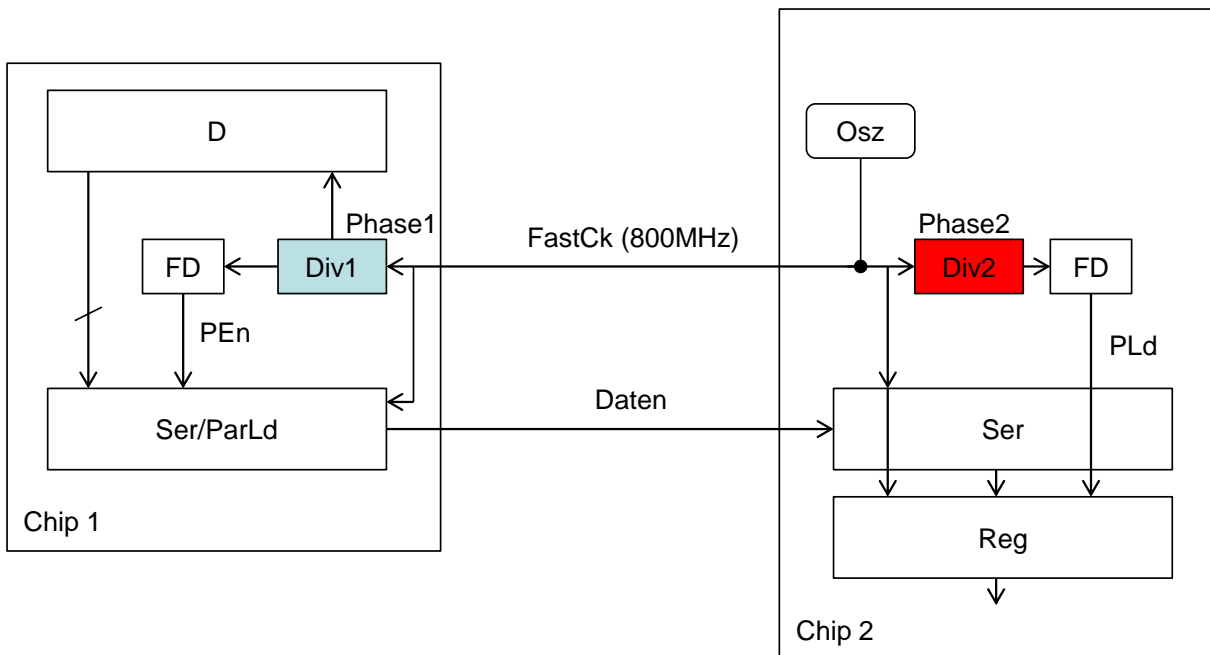 Osz
D
Phase1
FastCk (800MHz)
Phase2
FD
Div1
Div2
FD
PEn
PLd
Daten
Ser/ParLd
Ser
Chip 1
Reg
Chip 2